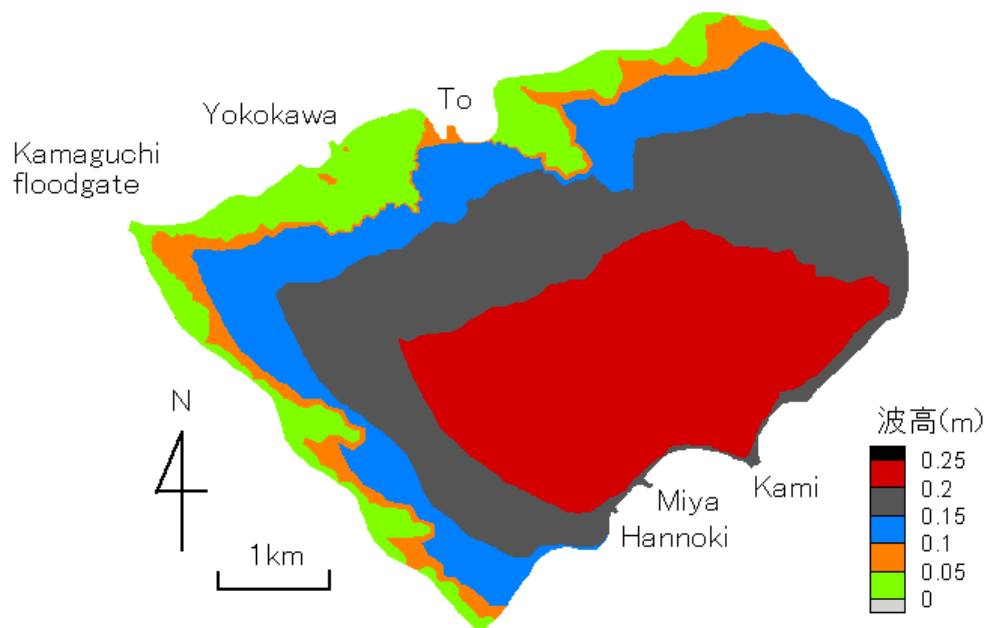 To
Yokokawa
Kamaguchi
floodgate
N
1km
Miya
Kami
Hannoki
波高(m)
0.25
0.2
0.15
0.1
0.05
0